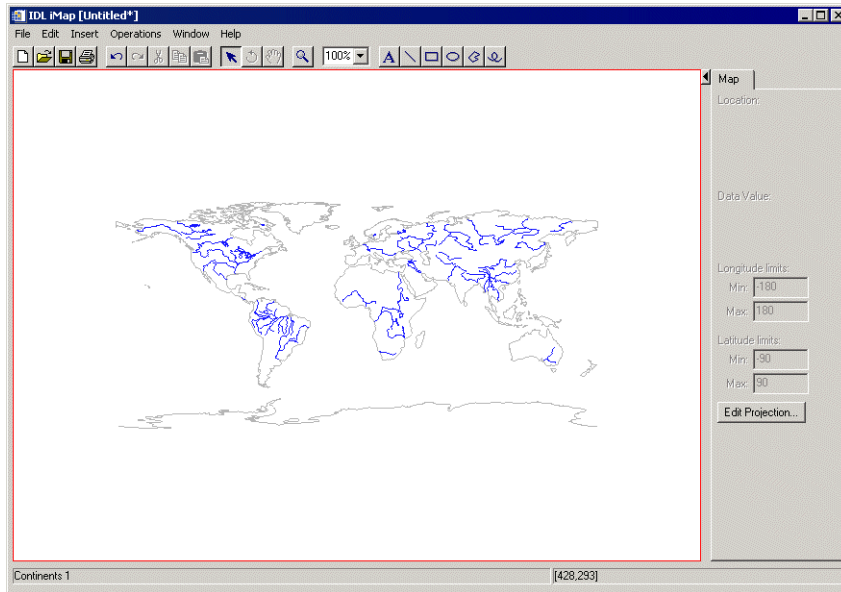 IDL iMap [Untitled*]
File Edit Insert Operations Window Help
100%
A
Map
Location:
Data Value:
Longitude limits:
Min: -180
Max: 180
Latitude limits:
Min: -90
Max: 90
Edit Projection...
Continents 1
[428,293]